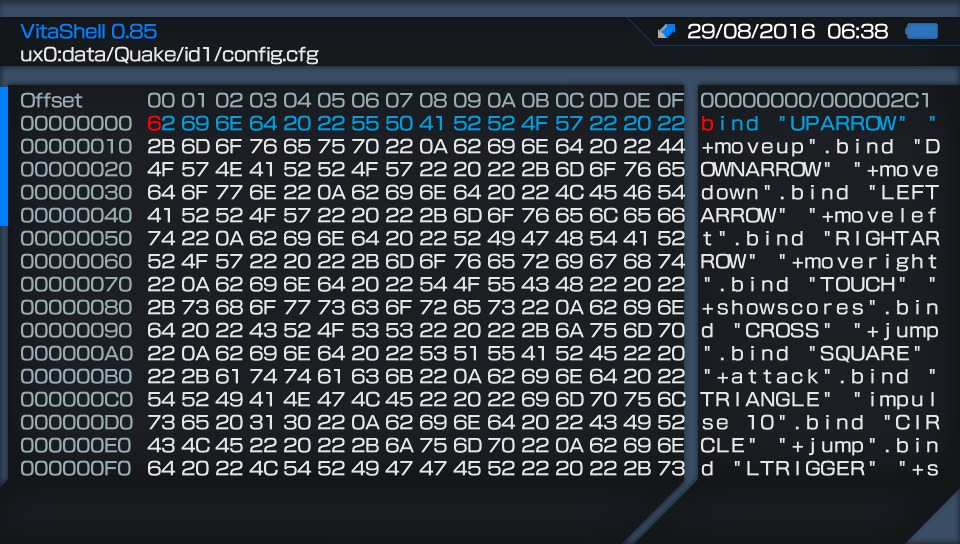 VitaShell 0.85
29/08/2016 06:38
ux0:data/Quake/id1/config.cfg
Offset 00 01 02 03 04 05 06 07 08 09 0A 0B 0C 0D 0E 0F 00000000/000002C1
00000000 62 69 6E 64 20 22 55 50 41 52 52 4F 57 22 20 22 bind "UPARROW" "
00000010 2B 6D 6F 76 65 75 70 22 0A 62 69 6E 64 20 22 44 +moveup".bind "D
00000020 4F 57 4E 41 52 52 4F 57 22 20 22 2B 6D 6F 76 65 OWNARROW" "+move
00000030 64 6F 77 6E 22 0A 62 69 6E 64 20 22 4C 45 46 54 down".bind "LEFT
00000040 41 52 52 4F 57 22 20 22 2B 6D 6F 76 65 6C 65 66 ARROW" "+movelef
00000050 74 22 0A 62 69 6E 64 20 22 52 49 47 48 54 41 52 t".bind "RIGHTAR
00000060 52 4F 57 22 20 22 2B 6D 6F 76 65 72 69 67 68 74 ROW" "+moveright
00000070 22 0A 62 69 6E 64 20 22 54 4F 55 43 48 22 20 22 ".bind "TOUCH" "
00000080 2B 73 68 6F 77 73 63 6F 72 65 73 22 0A 62 69 6E +showscores".bin
00000090 64 20 22 43 52 4F 53 53 22 20 22 2B 6A 75 6D 70 d "CROSS" "+jump
000000A0 22 0A 62 69 6E 64 20 22 53 51 55 41 52 45 22 20 ".bind "SQUARE"
000000B0 22 2B 61 74 74 61 63 6B 22 0A 62 69 6E 64 20 22 "+attack".bind "
000000C0 54 52 49 41 4E 47 4C 45 22 20 22 69 6D 70 75 6C TRIANGLE" "impul
000000D0 73 65 20 31 30 22 0A 62 69 6E 64 20 22 43 49 52 se 10".bind "CIR
000000E0 43 4C 45 22 20 22 2B 6A 75 6D 70 22 0A 62 69 6E CLE" "+jump".bin
000000F0 64 20 22 4C 54 52 49 47 47 45 52 22 20 22 2B 73 d "LTRIGGER" "+s